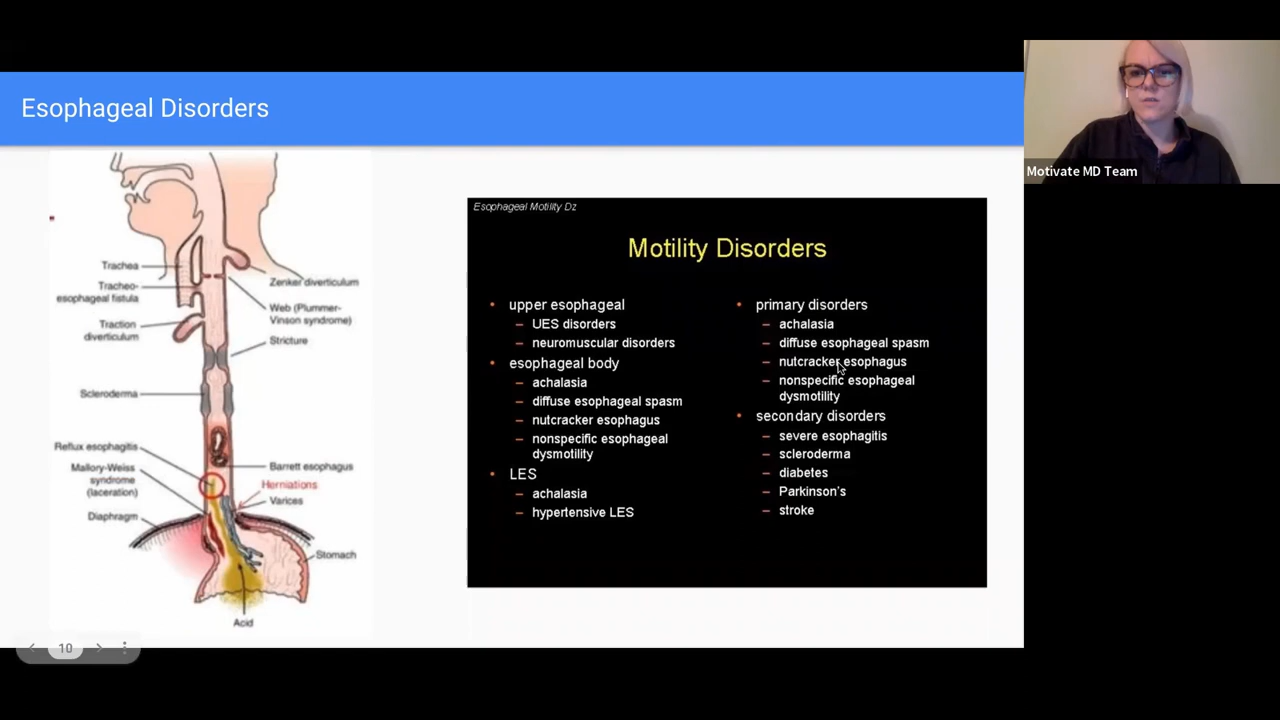 Esophageal Disorders
Trachea
Tracheo-
esophageal fistula
Traction
diverticulum
Scleroderma
Reflux esophagitis
Mallory-Weiss
syndrome
(laceration)
Diaphragm
Zenker diverticulum
Web (Plummer-
Vinson syndrome)
Stricture
Barrett esophagus
Herniations
Varices
Stomach
Acid
Esophageal Motility Dz
Motility Disorders
• upper esophageal
– UES disorders
– neuromuscular disorders
• esophageal body
– achalasia
– diffuse esophageal spasm
– nutcracker esophagus
– nonspecific esophageal
dysmotility
• LES
– achalasia
– hypertensive LES
• primary disorders
– achalasia
– diffuse esophageal spasm
– nutcracker esophagus
– nonspecific esophageal
dysmotility
• secondary disorders
– severe esophagitis
– scleroderma
– diabetes
– Parkinson's
– stroke
10
Motivate MD Team